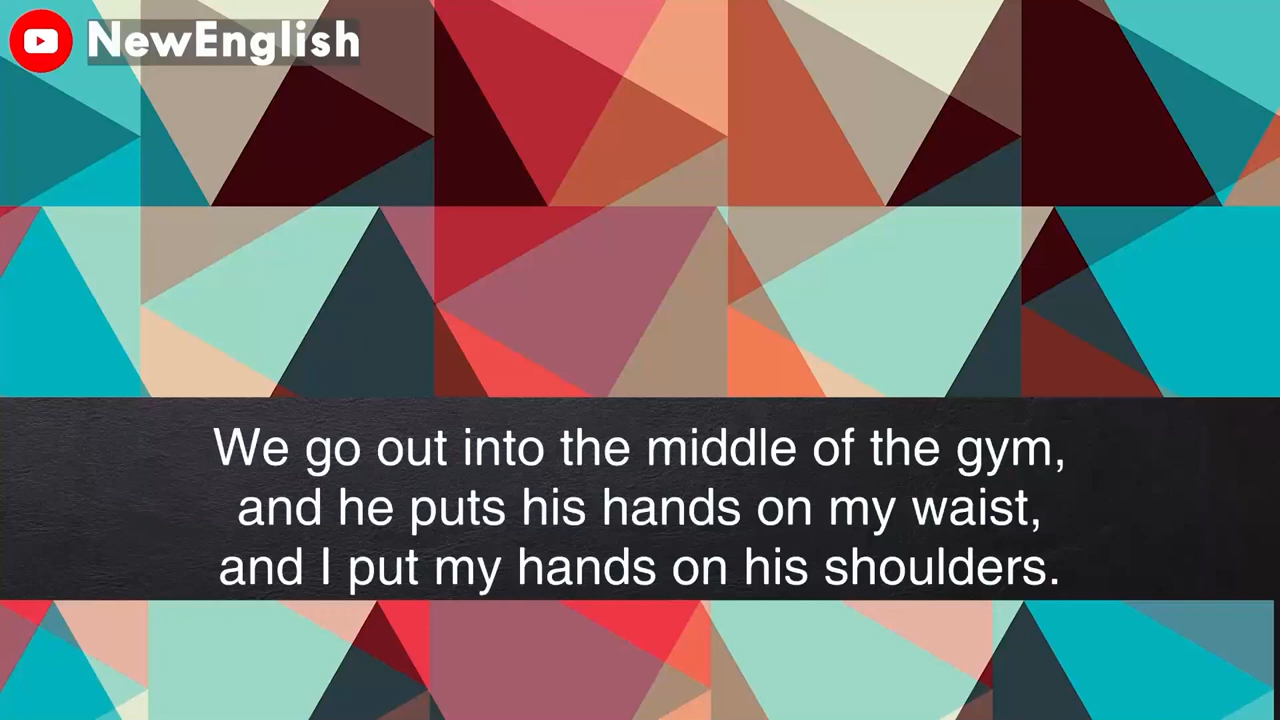 NewEnglish
We go out into the middle of the gym,
and he puts his hands on my waist,
and I put my hands on his shoulders.